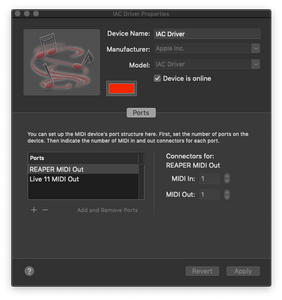 IAC Driver Properties
Device Name: IAC Driver
Manufacturer: Apple Inc.
Model: IAC Driver
Device is online
Ports
You can set up the MIDI device's port structure here. First, set the number of ports on the
device. Then indicate the number of MIDI in and out connectors for each port.
Ports
REAPER MIDI Out
Live 11 MIDI Out
+ − Add and Remove Ports
Connectors for:
REAPER MIDI Out
MIDI In: 1
MIDI Out: 1
? Revert Apply